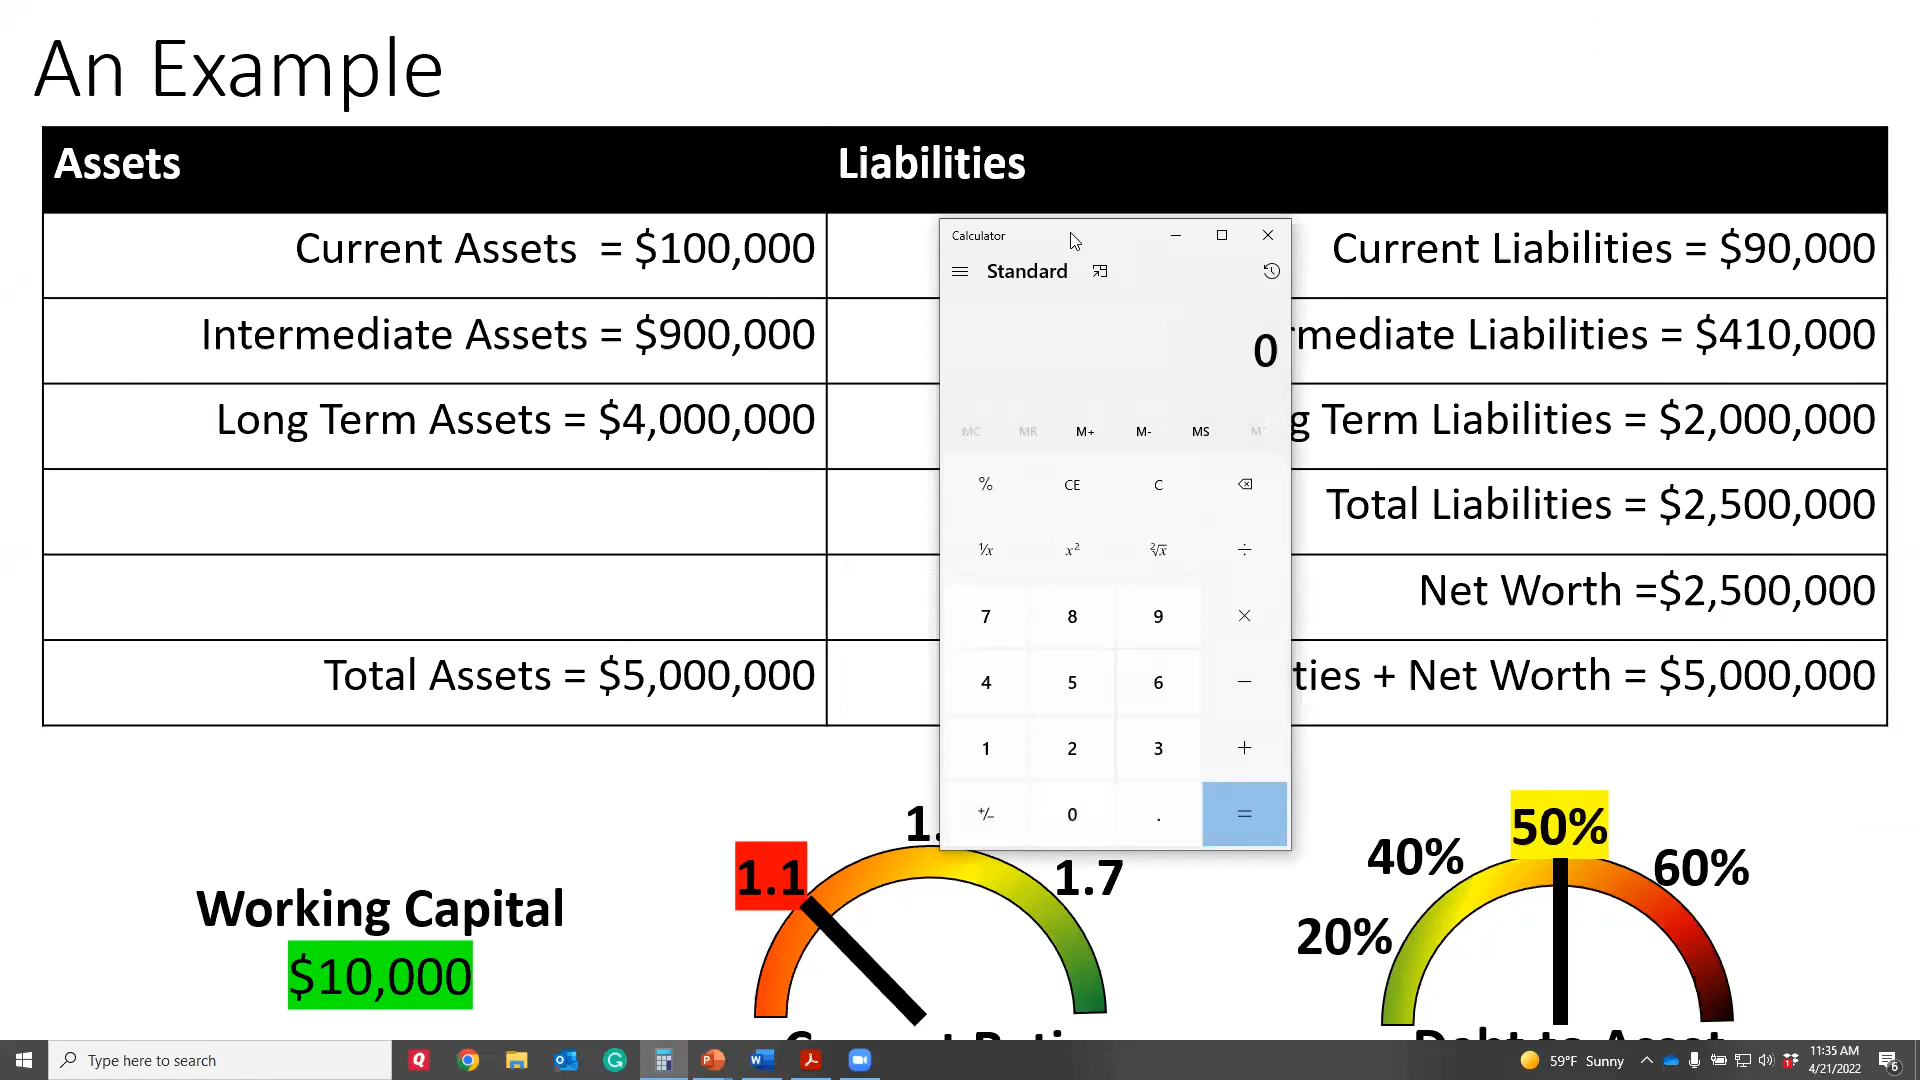 An Example
Assets Liabilities
Current Assets = $100,000 Current Liabilities = $90,000
Intermediate Assets = $900,000 mediate Liabilities = $410,000
Long Term Assets = $4,000,000 g Term Liabilities = $2,000,000
Total Liabilities = $2,500,000
Net Worth =$2,500,000
Total Assets = $5,000,000 ties + Net Worth = $5,000,000
Calculator
Standard
0
MC MR M+ M- MS
% CE C
¹/x x² ²√x ÷
7 8 9 ×
4 5 6 −
1 2 3 +
+/− 0 . =
Working Capital
$10,000
1.1
1.
1.7
20%
40%
50%
60%
Debt to Asset
Type here to search
59°F Sunny
11:35 AM
4/21/2022
6